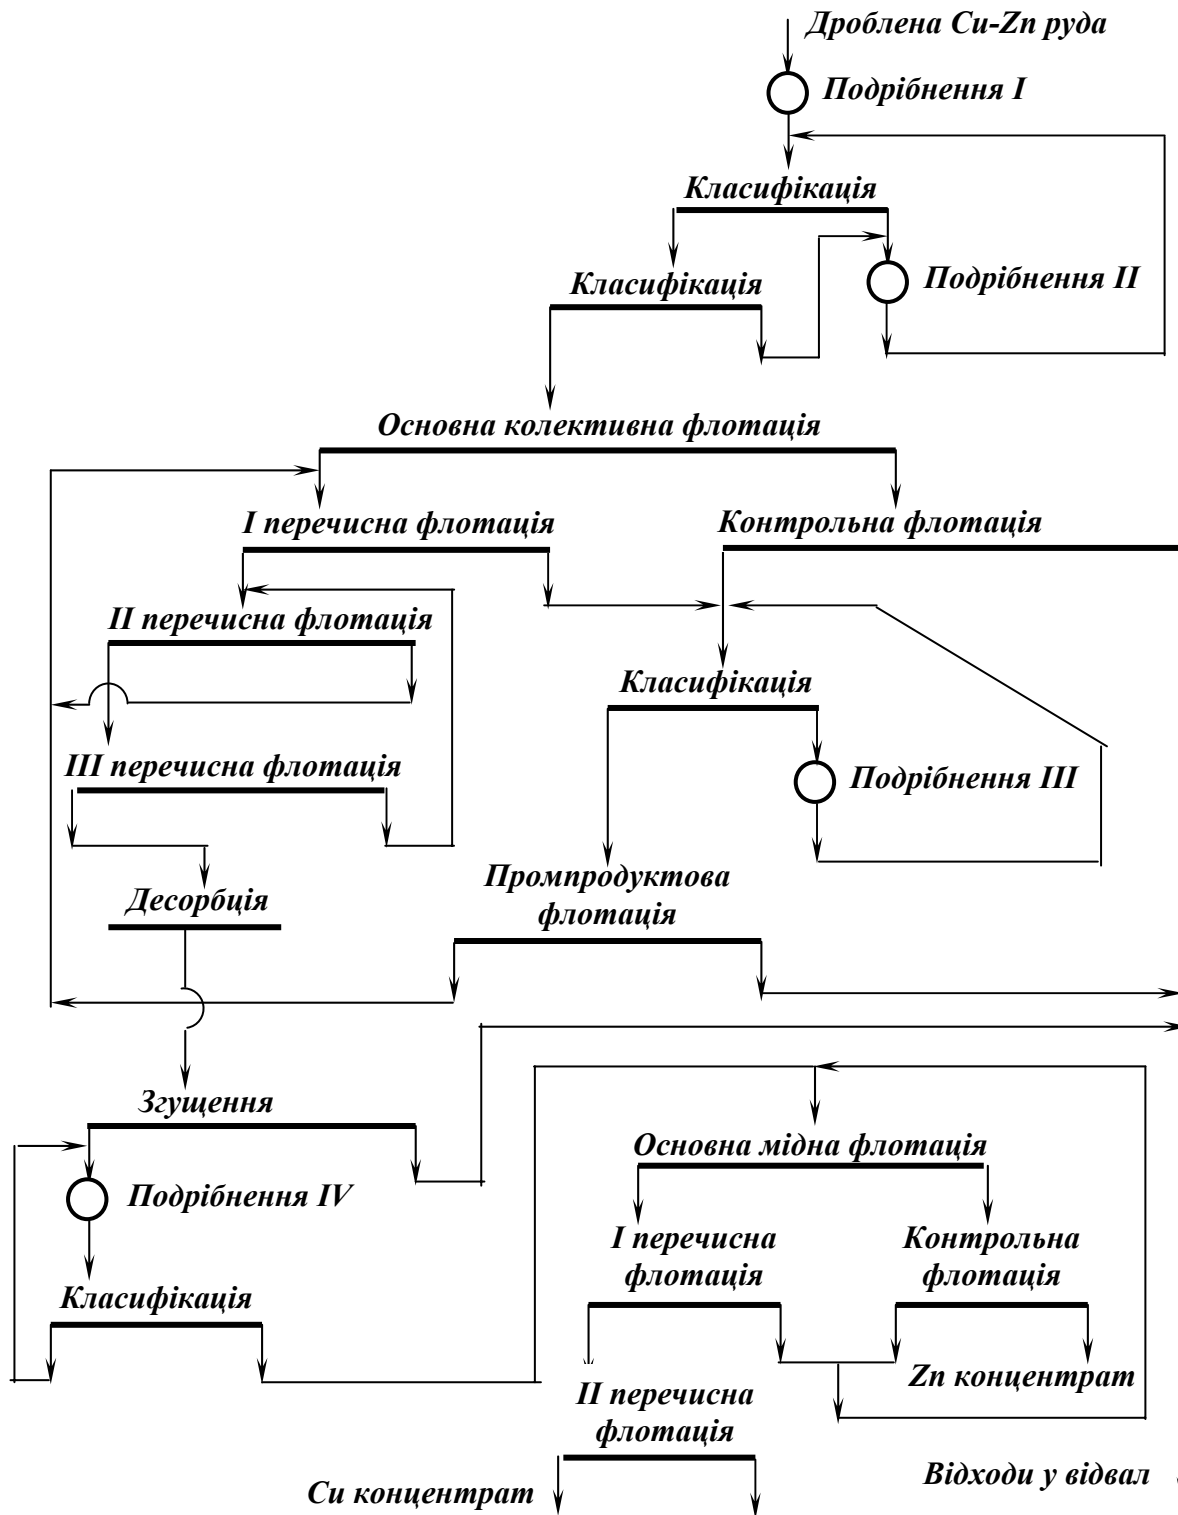 Дроблена Cu-Zn руда
Подрібнення I
Класифікація
Класифікація
Подрібнення II
Основна колективна флотація
I перечисна флотація
Контрольна флотація
II перечисна флотація
Класифікація
III перечисна флотація
Подрібнення III
Промпродуктова
флотація
Десорбція
Згущення
Основна мідна флотація
Подрібнення IV
I перечисна
флотація
Контрольна
флотація
Класифікація
Zn концентрат
II перечисна
флотація
Відходи у відвал
Си концентрат